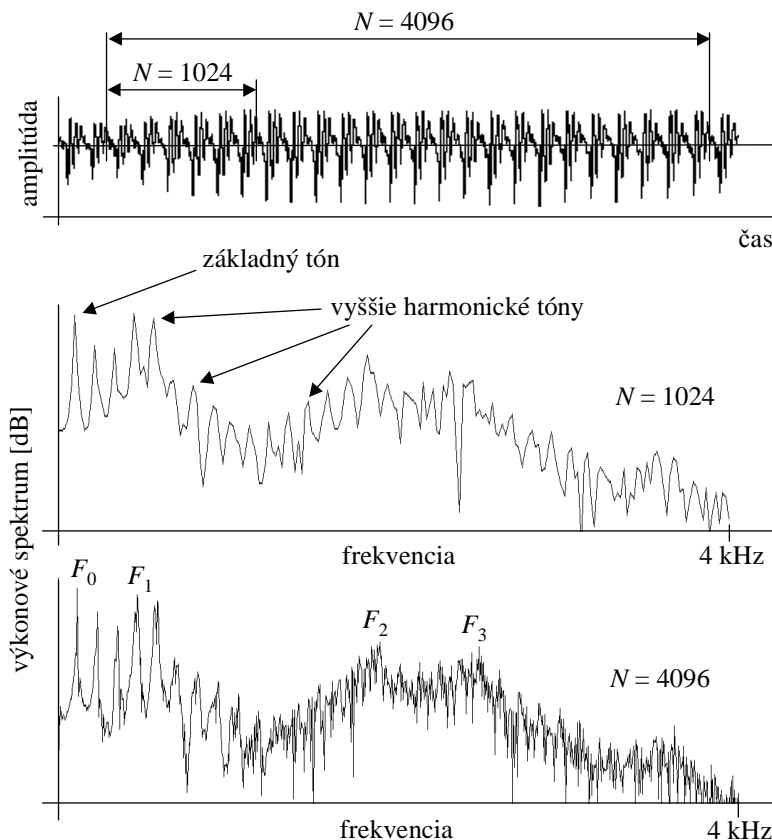 N = 4096
N = 1024
amplitúda
čas
základný tón
vyššie harmonické tóny
N = 1024
výkonové spektrum [dB]
frekvencia
4 kHz
F₀
F₁
F₂
F₃
N = 4096
frekvencia
4 kHz